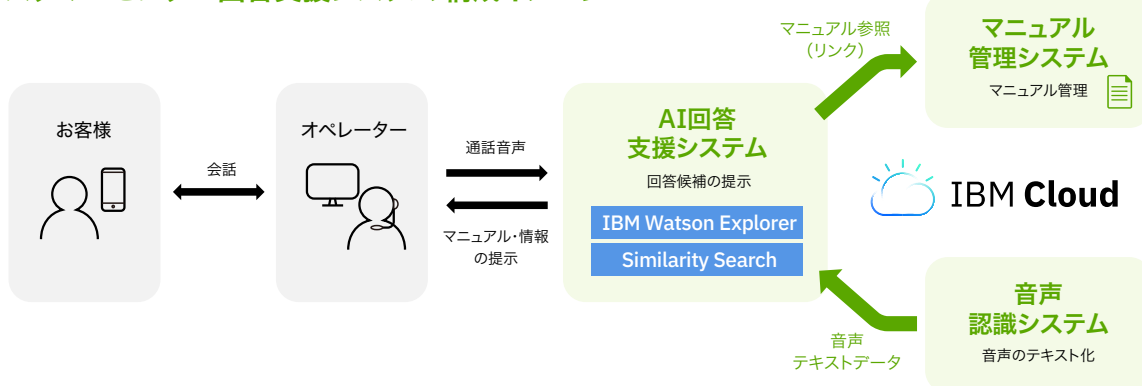 お客様
会話
オペレーター
通話音声
マニュアル・情報
の提示
AI回答
支援システム
回答候補の提示
IBM Watson Explorer
Similarity Search
マニュアル参照
（リンク）
マニュアル
管理システム
マニュアル管理
IBM Cloud
音声
認識システム
音声のテキスト化
音声
テキストデータ